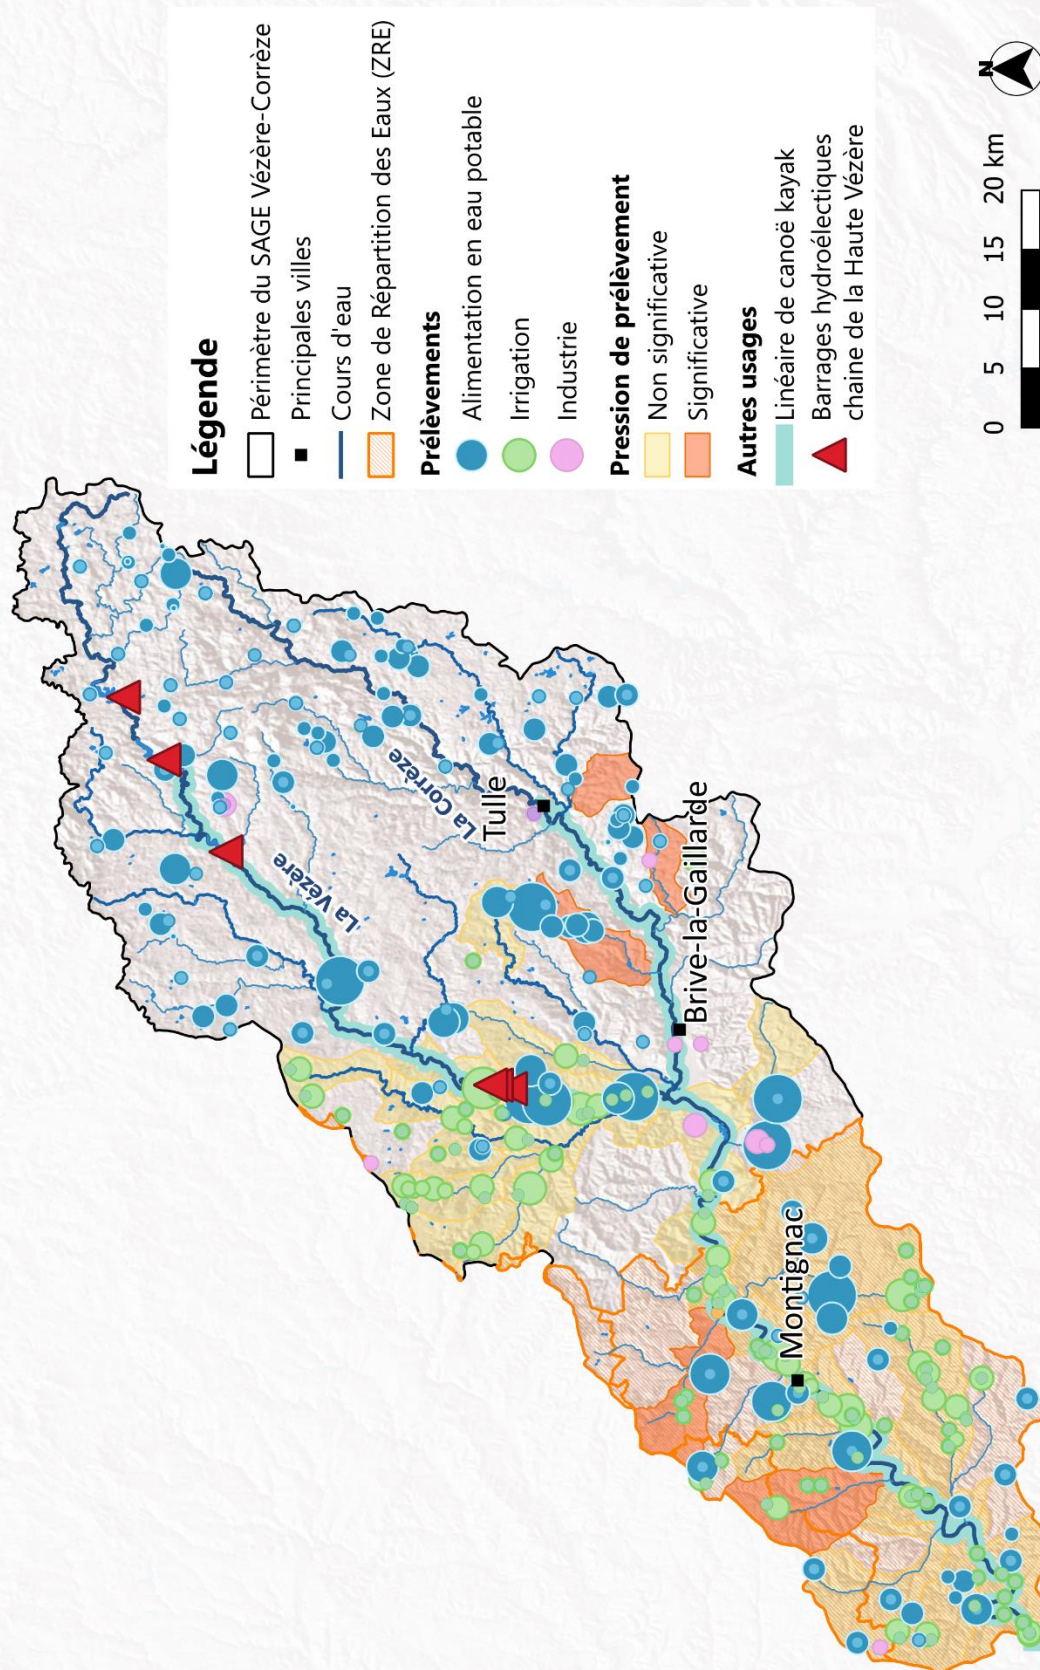 Légende
Périmètre du SAGE Vézère-Corrèze
Principales villes
Cours d'eau
Zone de Répartition des Eaux (ZRE)
Prélèvements
Alimentation en eau potable
Irrigation
Industrie
Pression de prélèvement
Non significative
Significative
Autres usages
Linéaire de canoë kayak
Barrages hydroélectiques
chaine de la Haute Vézère
0 5 10 15 20 km
N
La Vézère
La Corrèze
Tulle
Brive-la-Gaillarde
Montignac